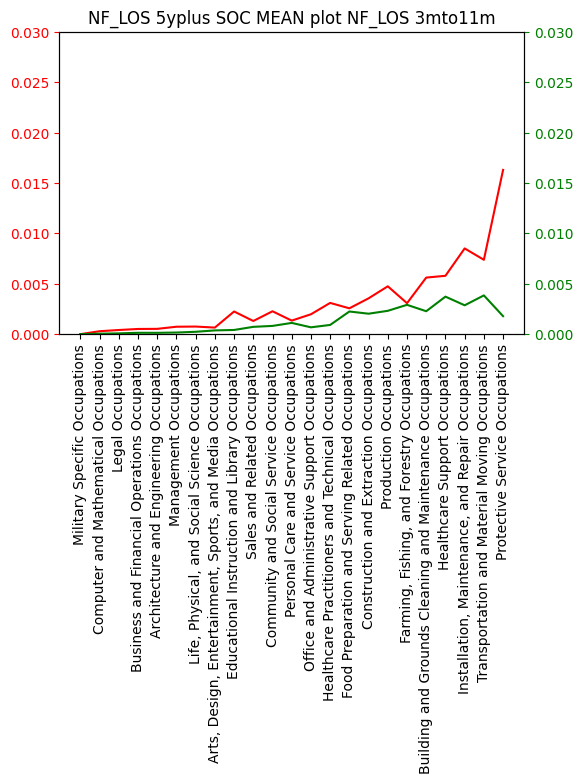 NF_LOS 5yplus SOC MEAN plot NF_LOS 3mto11m
0.030
0.025
0.020
0.015
0.010
0.005
0.000
0.030
0.025
0.020
0.015
0.010
0.005
0.000
Military Specific Occupations
Computer and Mathematical Occupations
Legal Occupations
Business and Financial Operations Occupations
Architecture and Engineering Occupations
Management Occupations
Life, Physical, and Social Science Occupations
Arts, Design, Entertainment, Sports, and Media Occupations
Educational Instruction and Library Occupations
Sales and Related Occupations
Community and Social Service Occupations
Personal Care and Service Occupations
Office and Administrative Support Occupations
Healthcare Practitioners and Technical Occupations
Food Preparation and Serving Related Occupations
Construction and Extraction Occupations
Production Occupations
Farming, Fishing, and Forestry Occupations
Building and Grounds Cleaning and Maintenance Occupations
Healthcare Support Occupations
Installation, Maintenance, and Repair Occupations
Transportation and Material Moving Occupations
Protective Service Occupations